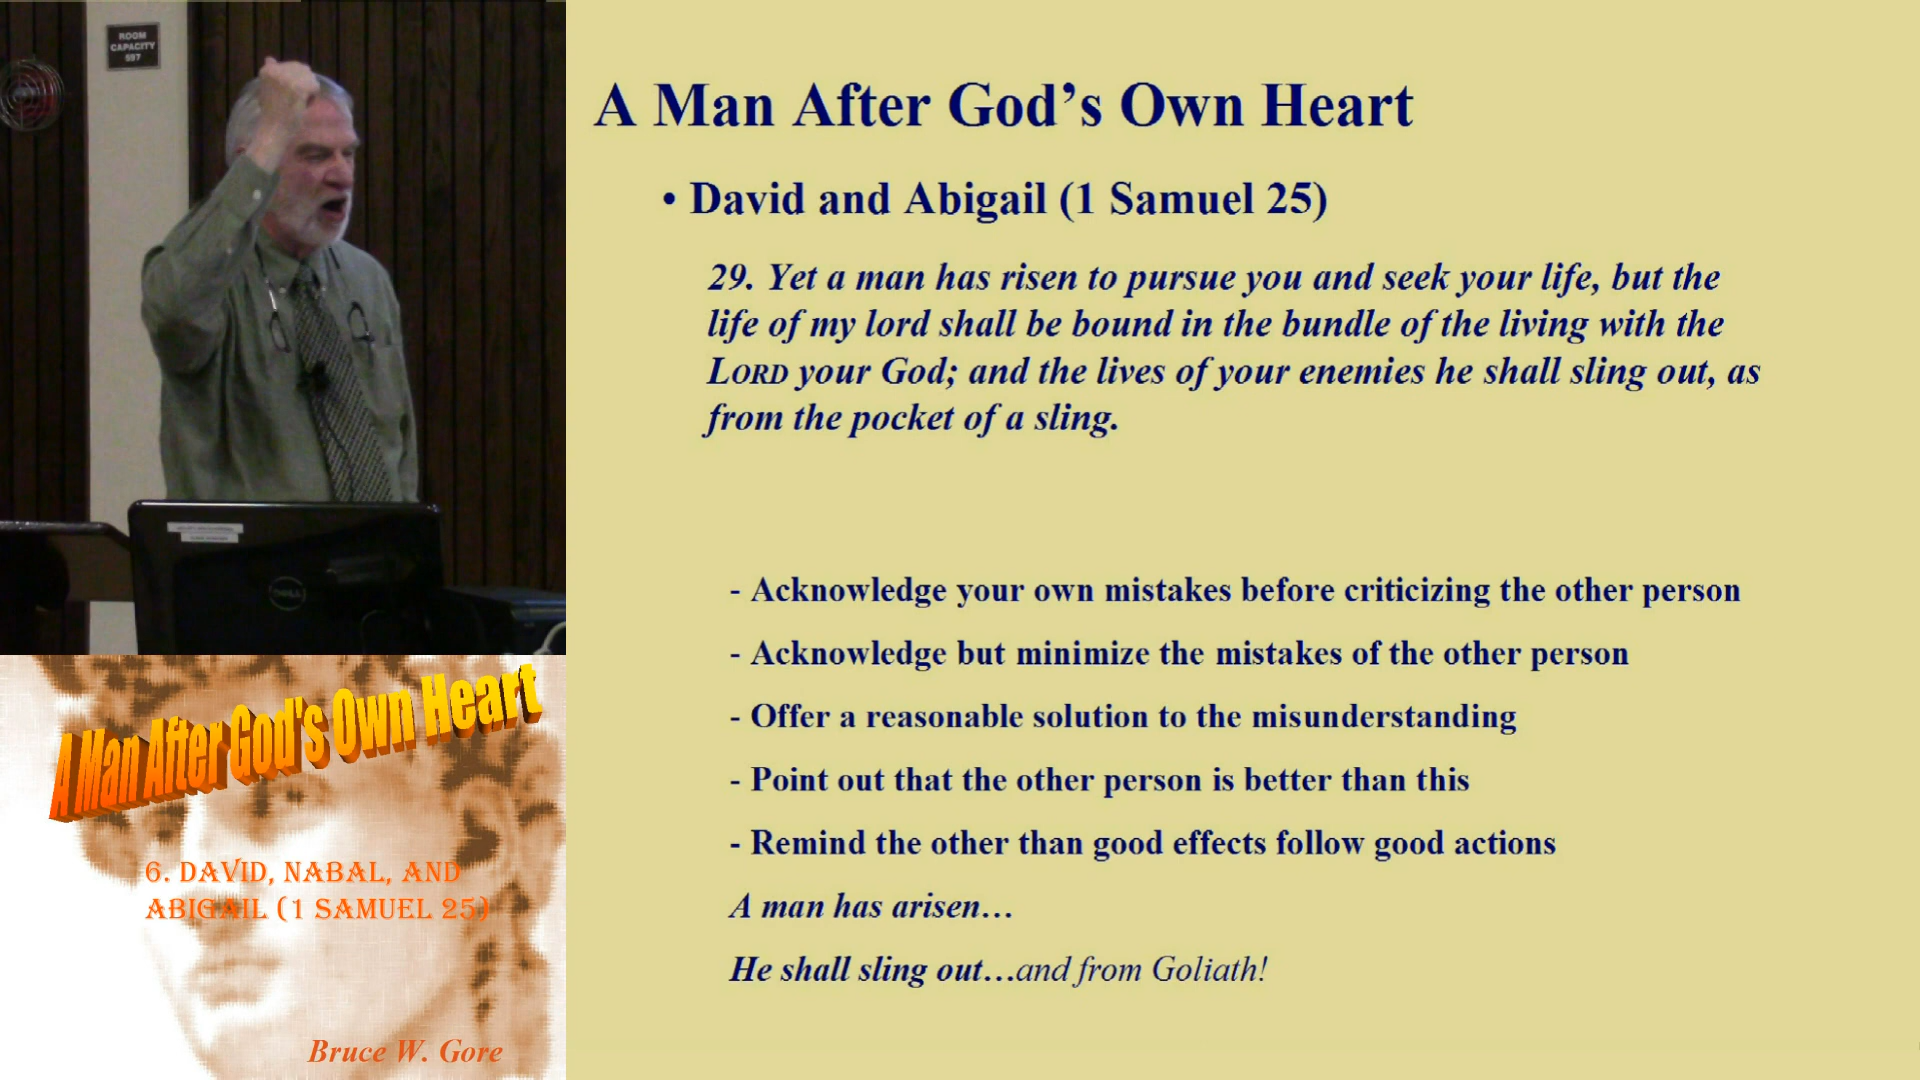 ROOM
CAPACITY
597
DELL
A Man After God's Own Heart
6. DAVID, NABAL, AND
ABIGAIL (1 SAMUEL 25)
Bruce W. Gore
A Man After God’s Own Heart
• David and Abigail (1 Samuel 25)
29. Yet a man has risen to pursue you and seek your life, but the
life of my lord shall be bound in the bundle of the living with the
LORD your God; and the lives of your enemies he shall sling out, as
from the pocket of a sling.
- Acknowledge your own mistakes before criticizing the other person
- Acknowledge but minimize the mistakes of the other person
- Offer a reasonable solution to the misunderstanding
- Point out that the other person is better than this
- Remind the other than good effects follow good actions
A man has arisen…
He shall sling out…and from Goliath!